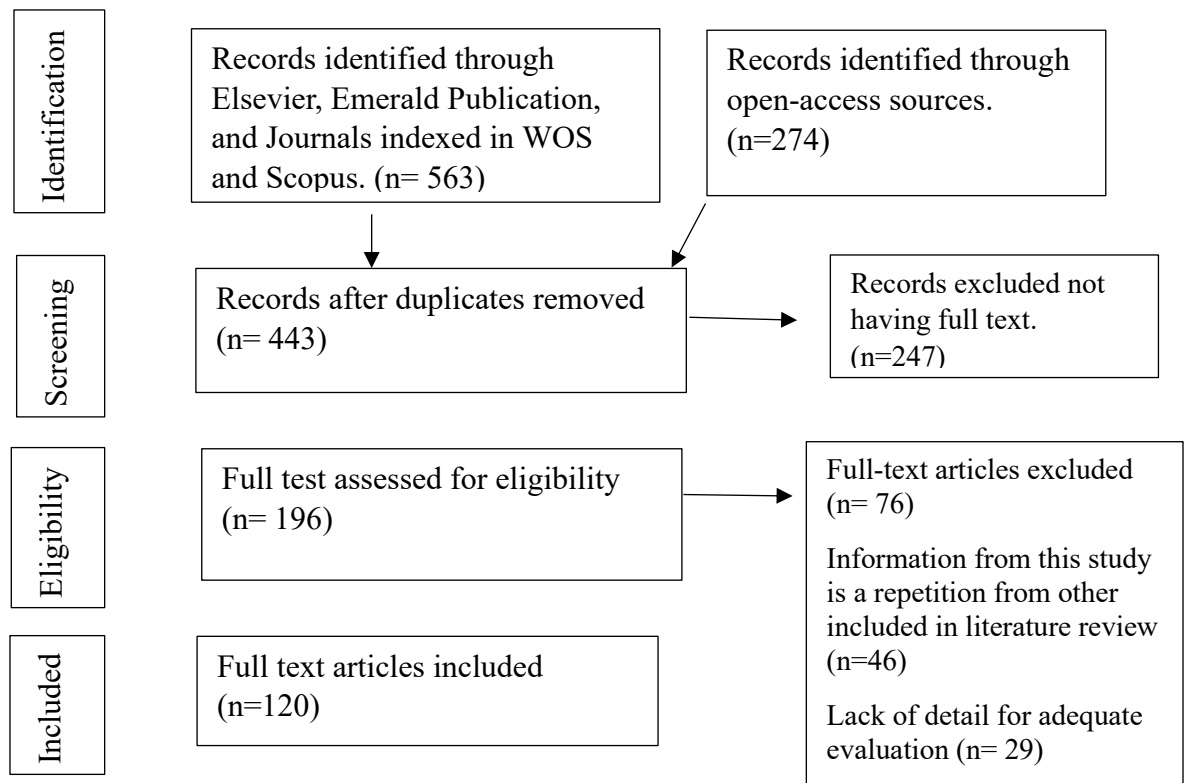 Identification
Records identified through
Elsevier, Emerald Publication,
and Journals indexed in WOS
and Scopus. (n= 563)
Records identified through
open-access sources.
(n=274)
Screening
Records after duplicates removed
(n= 443)
Records excluded not
having full text.
(n=247)
Eligibility
Full test assessed for eligibility
(n= 196)
Full-text articles excluded
(n= 76)
Information from this study
is a repetition from other
included in literature review
(n=46)
Lack of detail for adequate
evaluation (n= 29)
Included
Full text articles included
(n=120)